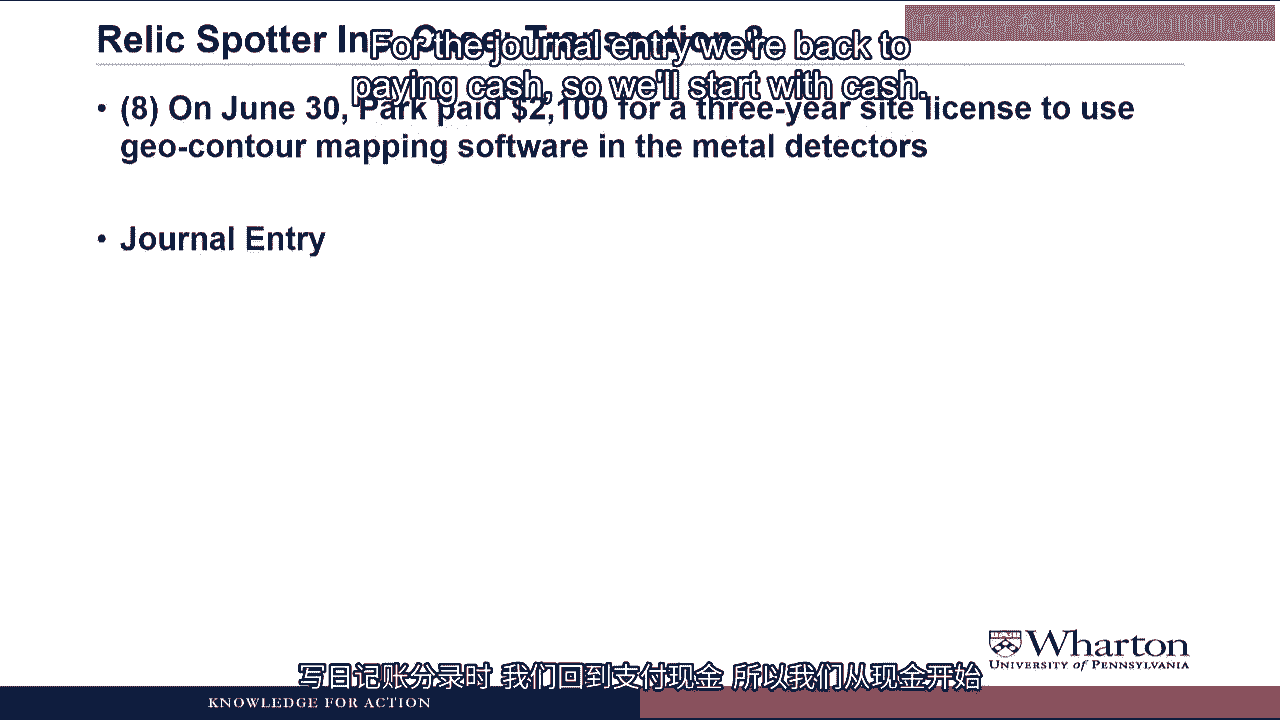 Relic Spotter Inc. Case: Transaction 8
For the journal entry we're back to
paying cash, so we'll start with cash.
• (8) On June 30, Park paid $2,100 for a three-year site license to use
geo-contour mapping software in the metal detectors
• Journal Entry
Wharton
UNIVERSITY of PENNSYLVANIA
写日记账分录时 我们回到支付现金 所以我们从现金开始
KNOWLEDGE FOR ACTION